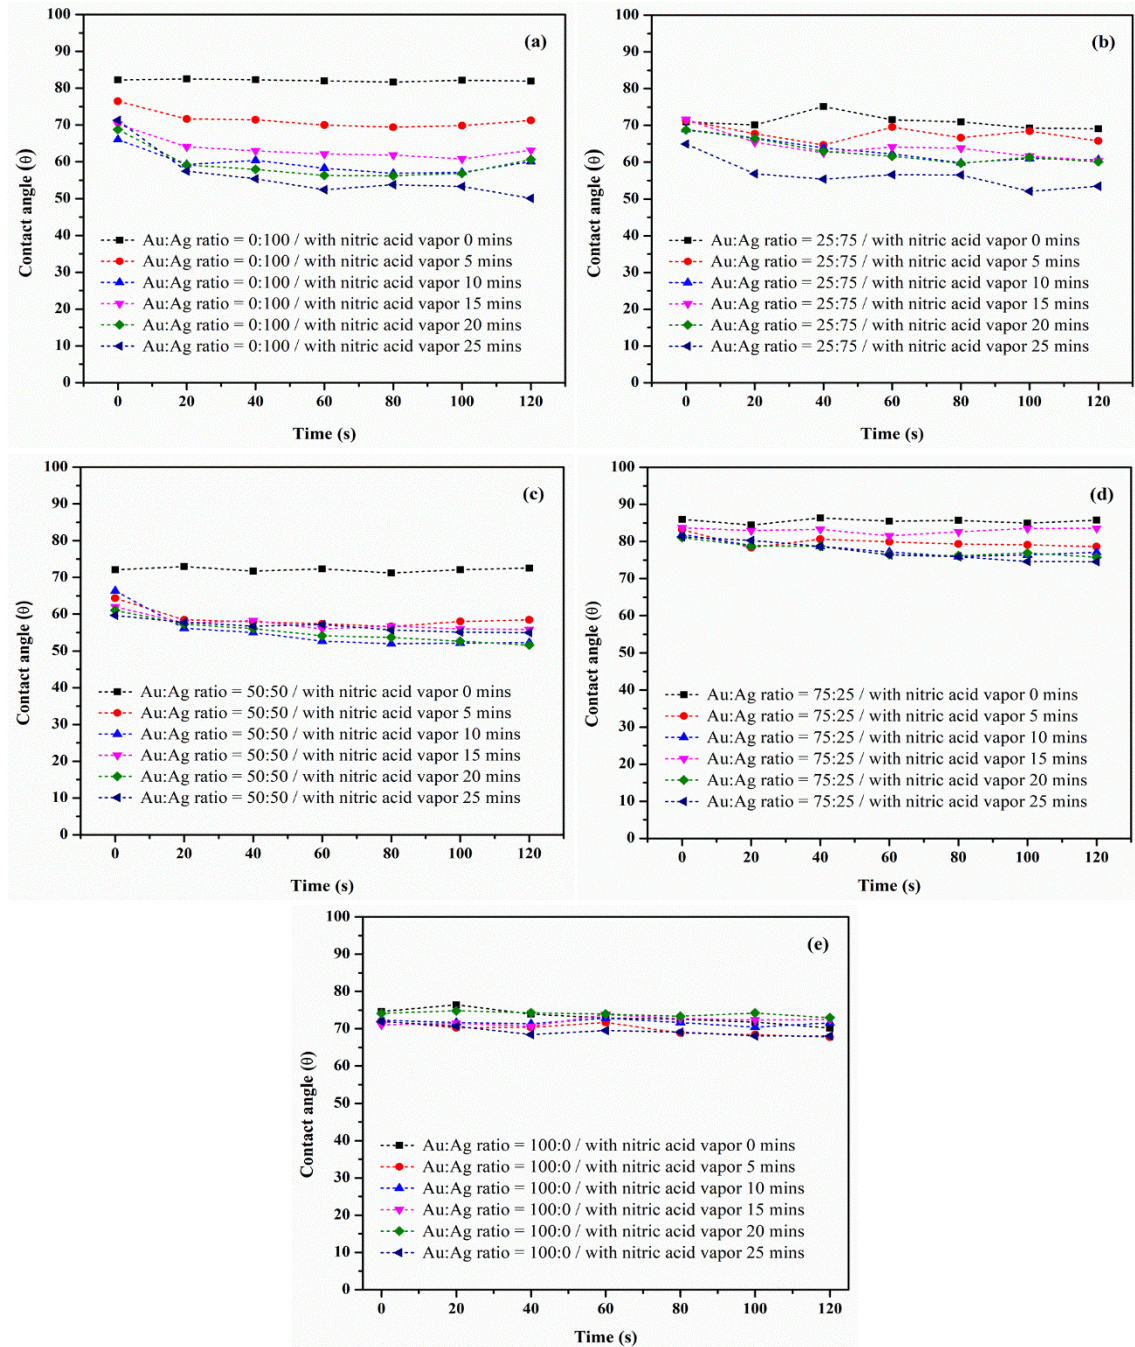 (a)
Contact angle (θ)
100
90
80
70
60
50
40
30
20
10
0
Au:Ag ratio = 0:100 / with nitric acid vapor 0 mins
Au:Ag ratio = 0:100 / with nitric acid vapor 5 mins
Au:Ag ratio = 0:100 / with nitric acid vapor 10 mins
Au:Ag ratio = 0:100 / with nitric acid vapor 15 mins
Au:Ag ratio = 0:100 / with nitric acid vapor 20 mins
Au:Ag ratio = 0:100 / with nitric acid vapor 25 mins
0 20 40 60 80 100 120
Time (s)
(b)
Contact angle (θ)
100
90
80
70
60
50
40
30
20
10
0
Au:Ag ratio = 25:75 / with nitric acid vapor 0 mins
Au:Ag ratio = 25:75 / with nitric acid vapor 5 mins
Au:Ag ratio = 25:75 / with nitric acid vapor 10 mins
Au:Ag ratio = 25:75 / with nitric acid vapor 15 mins
Au:Ag ratio = 25:75 / with nitric acid vapor 20 mins
Au:Ag ratio = 25:75 / with nitric acid vapor 25 mins
0 20 40 60 80 100 120
Time (s)
(c)
Contact angle (θ)
100
90
80
70
60
50
40
30
20
10
0
Au:Ag ratio = 50:50 / with nitric acid vapor 0 mins
Au:Ag ratio = 50:50 / with nitric acid vapor 5 mins
Au:Ag ratio = 50:50 / with nitric acid vapor 10 mins
Au:Ag ratio = 50:50 / with nitric acid vapor 15 mins
Au:Ag ratio = 50:50 / with nitric acid vapor 20 mins
Au:Ag ratio = 50:50 / with nitric acid vapor 25 mins
0 20 40 60 80 100 120
Time (s)
(d)
Contact angle (θ)
100
90
80
70
60
50
40
30
20
10
0
Au:Ag ratio = 75:25 / with nitric acid vapor 0 mins
Au:Ag ratio = 75:25 / with nitric acid vapor 5 mins
Au:Ag ratio = 75:25 / with nitric acid vapor 10 mins
Au:Ag ratio = 75:25 / with nitric acid vapor 15 mins
Au:Ag ratio = 75:25 / with nitric acid vapor 20 mins
Au:Ag ratio = 75:25 / with nitric acid vapor 25 mins
0 20 40 60 80 100 120
Time (s)
(e)
Contact angle (θ)
100
90
80
70
60
50
40
30
20
10
0
Au:Ag ratio = 100:0 / with nitric acid vapor 0 mins
Au:Ag ratio = 100:0 / with nitric acid vapor 5 mins
Au:Ag ratio = 100:0 / with nitric acid vapor 10 mins
Au:Ag ratio = 100:0 / with nitric acid vapor 15 mins
Au:Ag ratio = 100:0 / with nitric acid vapor 20 mins
Au:Ag ratio = 100:0 / with nitric acid vapor 25 mins
0 20 40 60 80 100 120
Time (s)